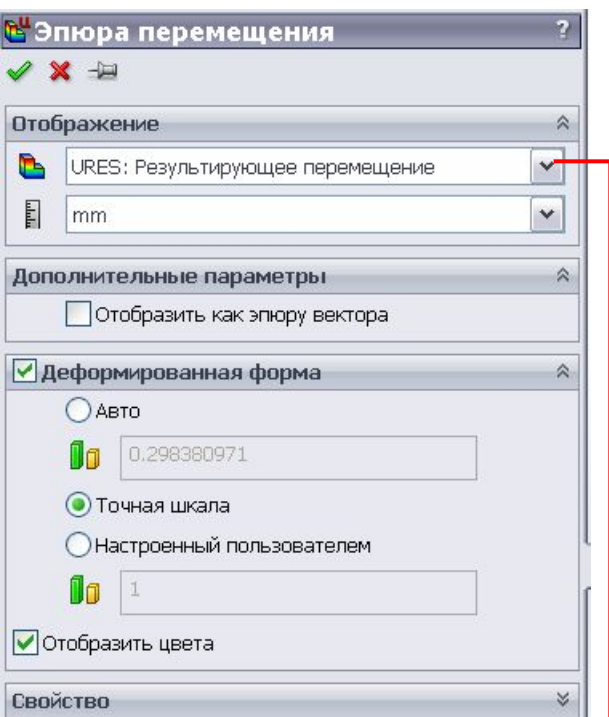 Эпюра перемещения ?
Отображение
URES: Результирующее перемещение
mm
Дополнительные параметры
Отобразить как эпюру вектора
Деформированная форма
Авто
0.298380971
Точная шкала
Настроенный пользователем
1
Отобразить цвета
Свойство